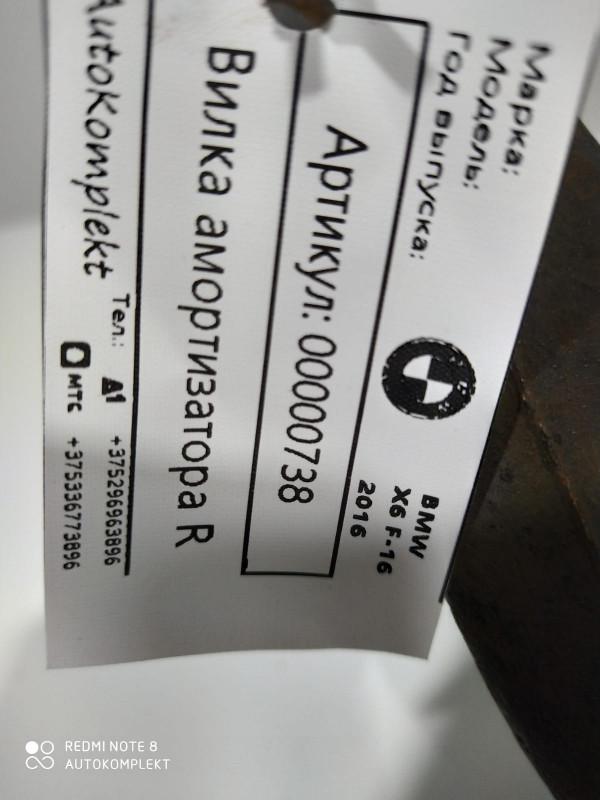 Марка: BMW
Модель: X6 F-16
Год выпуска: 2016
Артикул: 00000738
Вилка амортизатора R
AutoKomplekt
Тел.: A1 +375296963896
МТС +375336773896
REDMI NOTE 8
AUTOKOMPLEKT